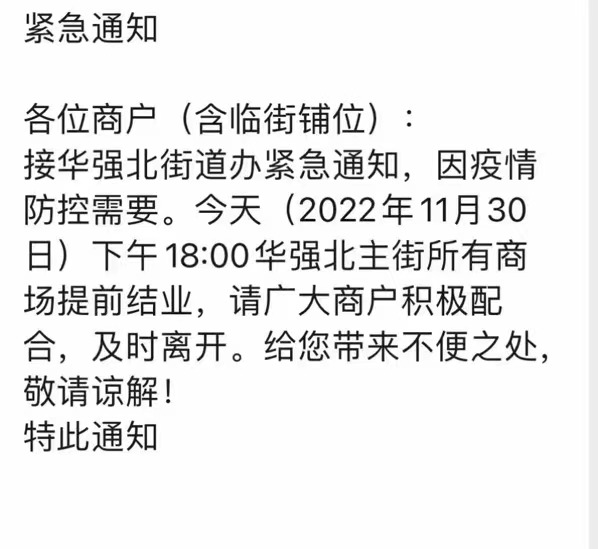 紧急通知
各位商户（含临街铺位）：
接华强北街道办紧急通知，因疫情
防控需要。今天（2022年11月30
日）下午18:00华强北主街所有商
场提前结业，请广大商户积极配
合，及时离开。给您带来不便之处，
敬请谅解！
特此通知